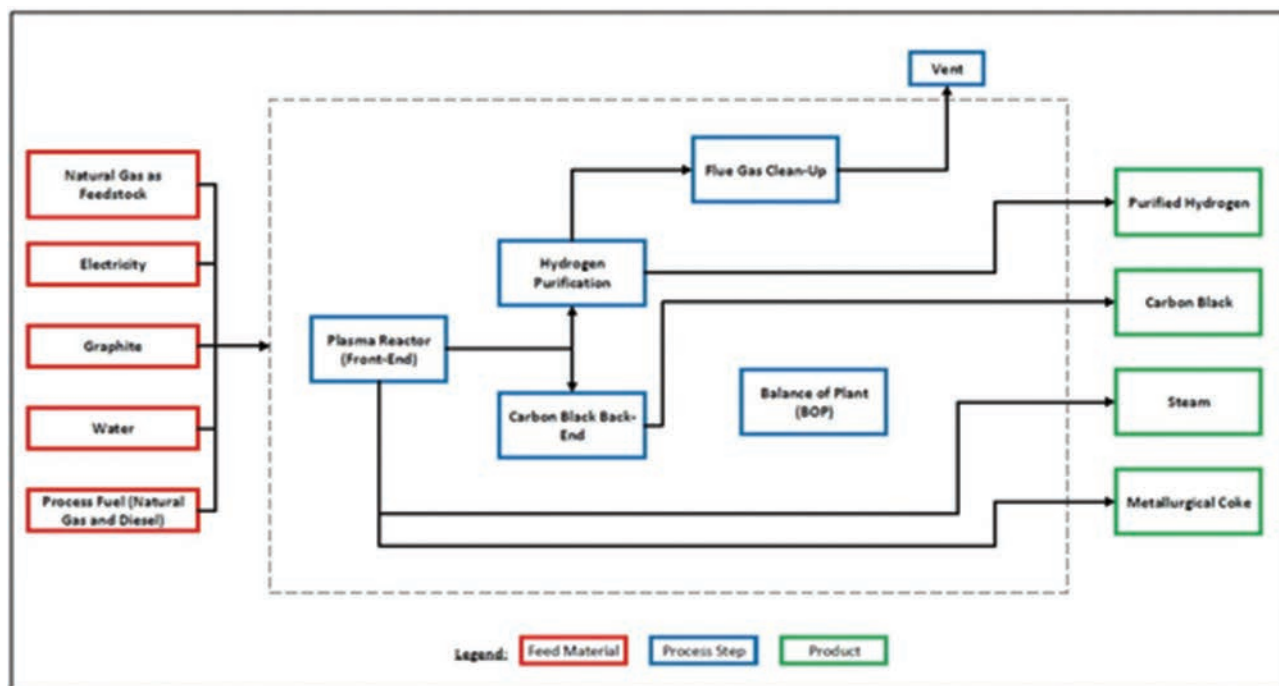 Vent
Natural Gas as
Feedstock
Flue Gas Clean-Up
Purified Hydrogen
Electricity
Hydrogen
Purification
Carbon Black
Graphite
Plasma Reactor
(Front-End)
Balance of Plant
(BOP)
Steam
Water
Carbon Black Back-
End
Process Fuel (Natural
Gas and Diesel)
Metallurgical Coke
Legend:
Feed Material
Process Step
Product